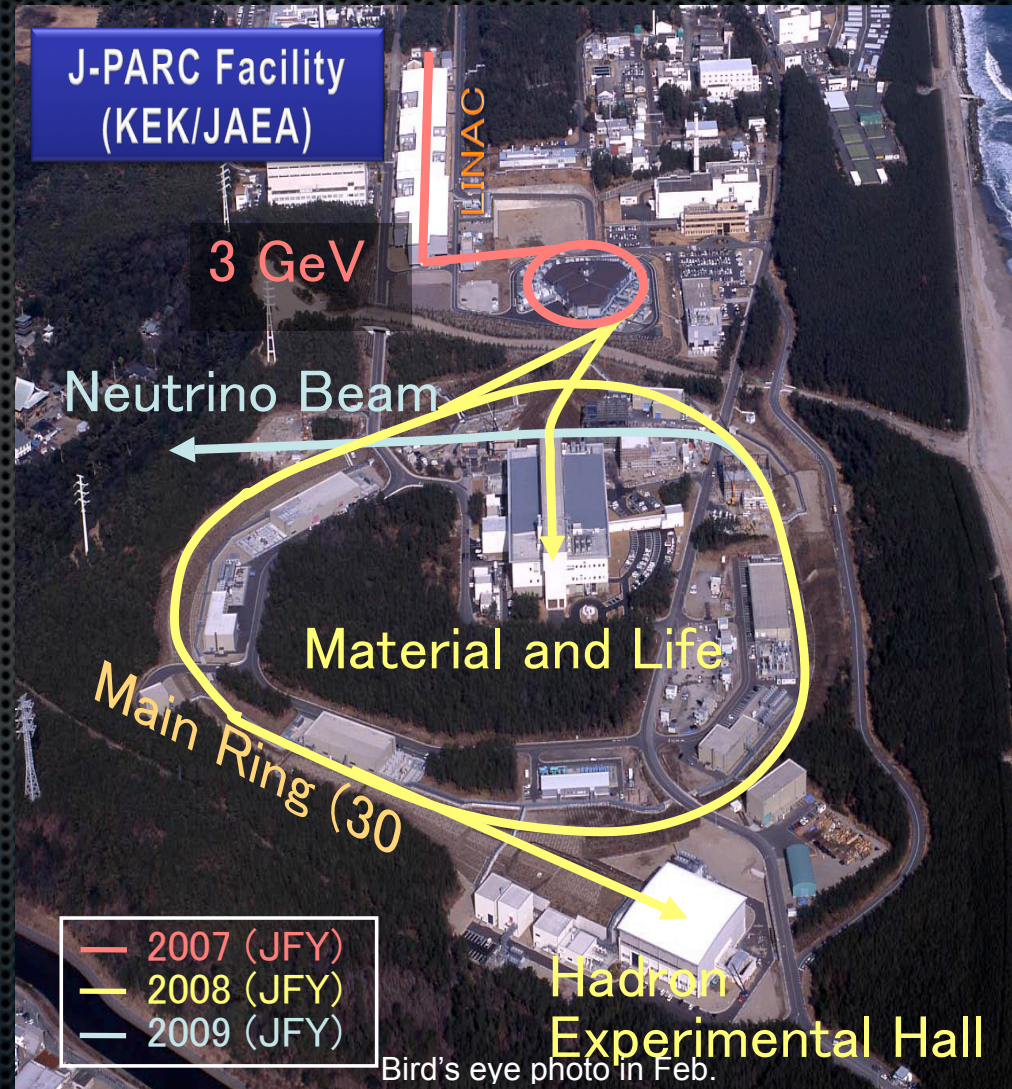 J-PARC Facility
(KEK/JAEA)
LINAC
3 GeV
Neutrino Beam
Material and Life
Main Ring (30
Hadron
Experimental Hall
2007 (JFY)
2008 (JFY)
2009 (JFY)
Bird's eye photo in Feb.